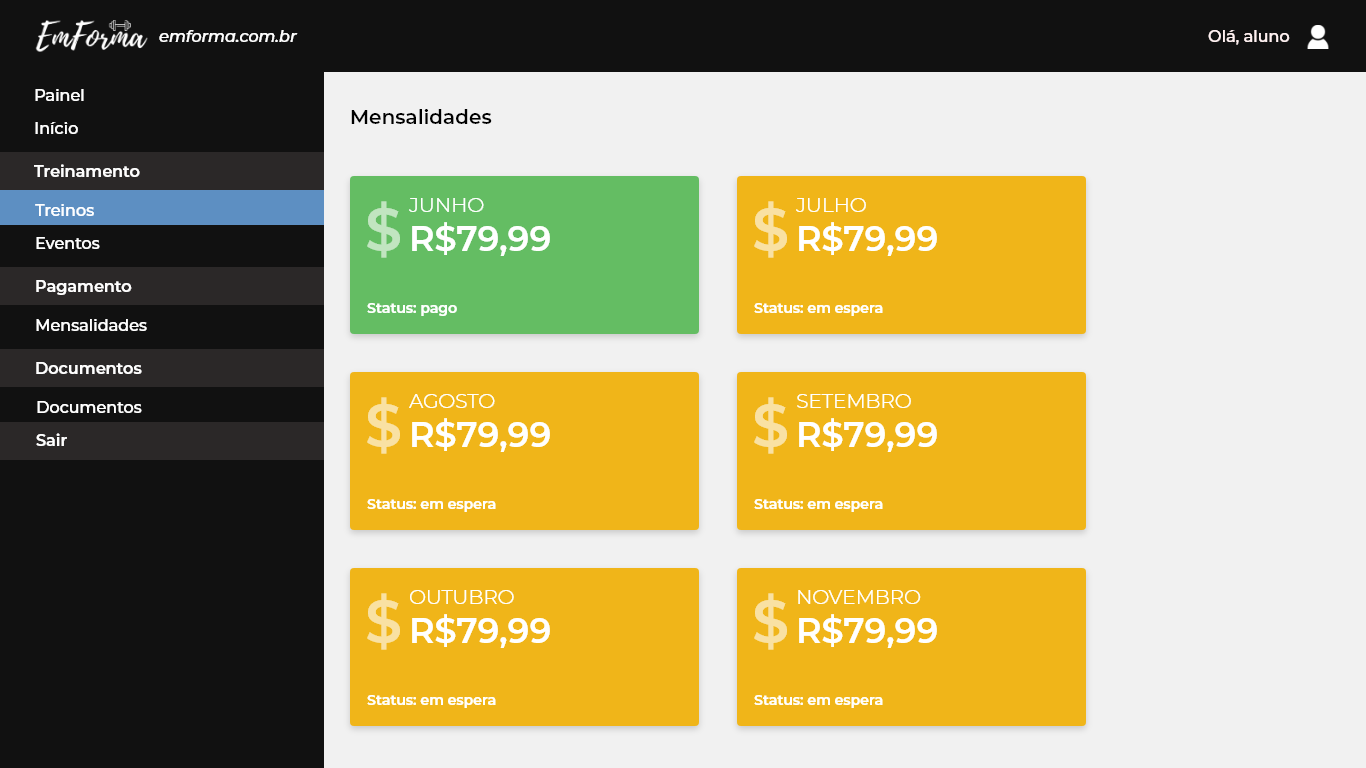 EmForma emforma.com.br
Olá, aluno
Painel
Início
Treinamento
Treinos
Eventos
Pagamento
Mensalidades
Documentos
Documentos
Sair
Mensalidades
$ JUNHO
R$79,99
Status: pago
$ JULHO
R$79,99
Status: em espera
$ AGOSTO
R$79,99
Status: em espera
$ SETEMBRO
R$79,99
Status: em espera
$ OUTUBRO
R$79,99
Status: em espera
$ NOVEMBRO
R$79,99
Status: em espera